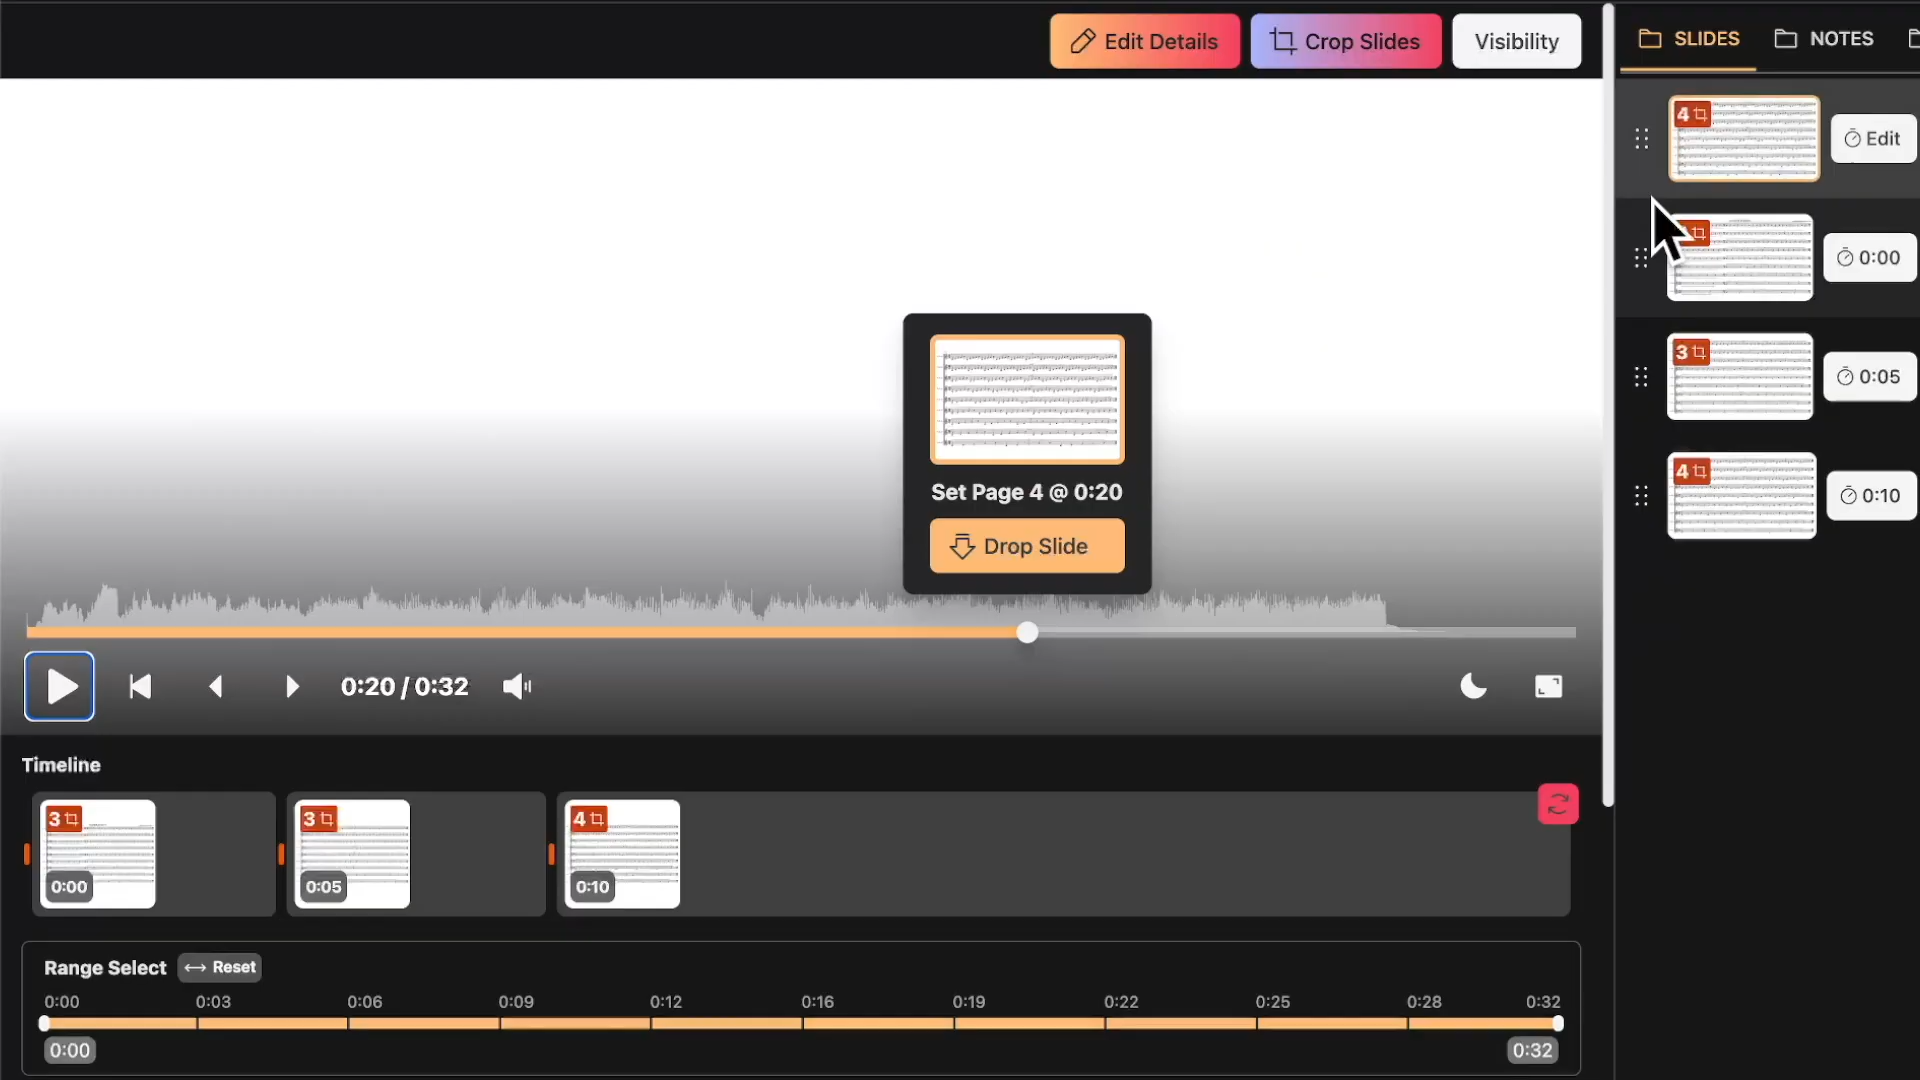 Edit Details
Crop Slides
Visibility
SLIDES
NOTES
4
Edit
0:00
3
0:05
4
0:10
Set Page 4 @ 0:20
Drop Slide
0:20 / 0:32
Timeline
3
0:00
3
0:05
4
0:10
Range Select
Reset
0:00 0:03 0:06 0:09 0:12 0:16 0:19 0:22 0:25 0:28 0:32
0:00
0:32